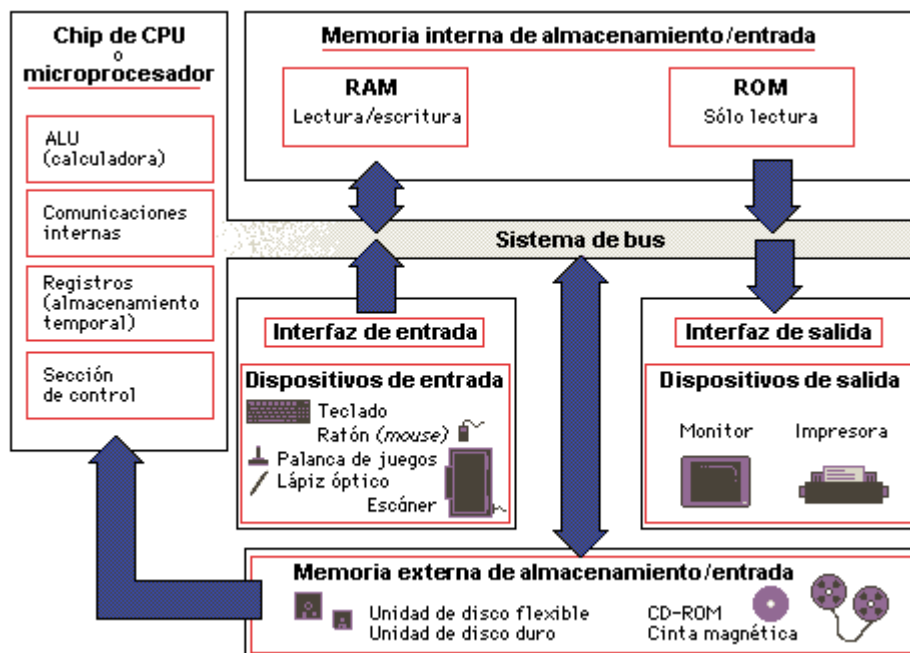 Chip de CPU
o
microprocesador
ALU
(calculadora)
Comunicaciones
internas
Registros
(almacenamiento
temporal)
Sección
de control
Memoria interna de almacenamiento/entrada
RAM
Lectura/escritura
ROM
Sólo lectura
Sistema de bus
Interfaz de entrada
Dispositivos de entrada
Teclado
Ratón (mouse)
Palanca de juegos
Lápiz óptico
Escáner
Interfaz de salida
Dispositivos de salida
Monitor
Impresora
Memoria externa de almacenamiento/entrada
Unidad de disco flexible
Unidad de disco duro
CD-ROM
Cinta magnética